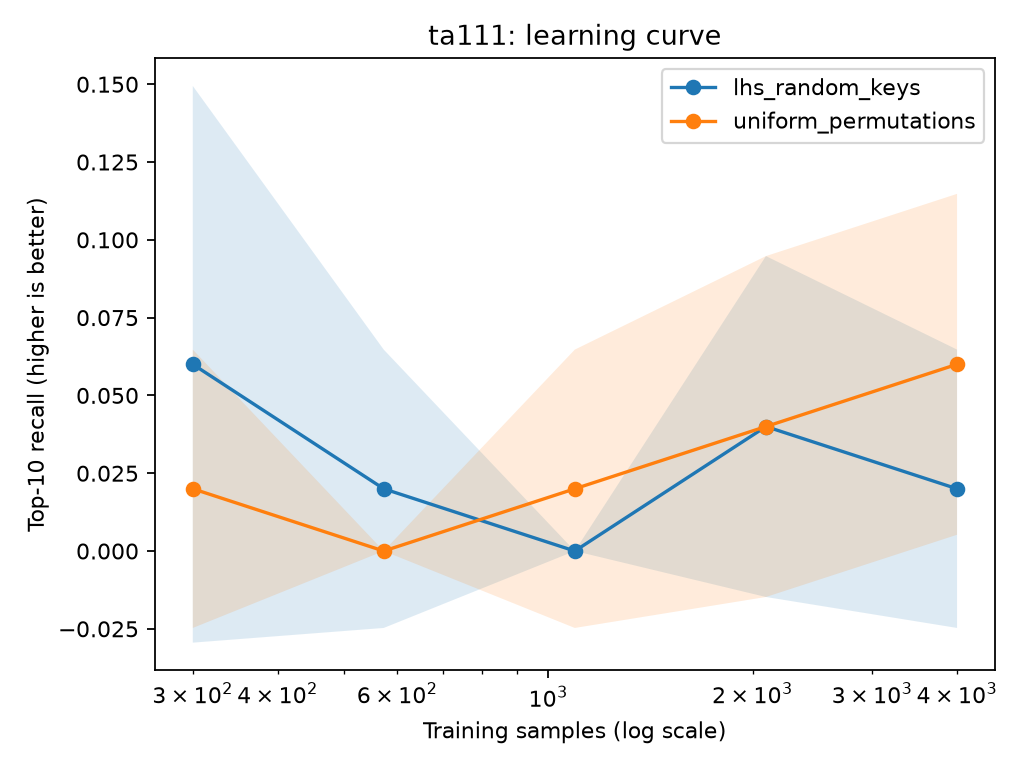 ta111: learning curve
lhs_random_keys
uniform_permutations
Top-10 recall (higher is better)
0.150
0.125
0.100
0.075
0.050
0.025
0.000
−0.025
3 × 10² 4 × 10² 6 × 10² 10³ 2 × 10³ 3 × 10³ 4 × 10³
Training samples (log scale)